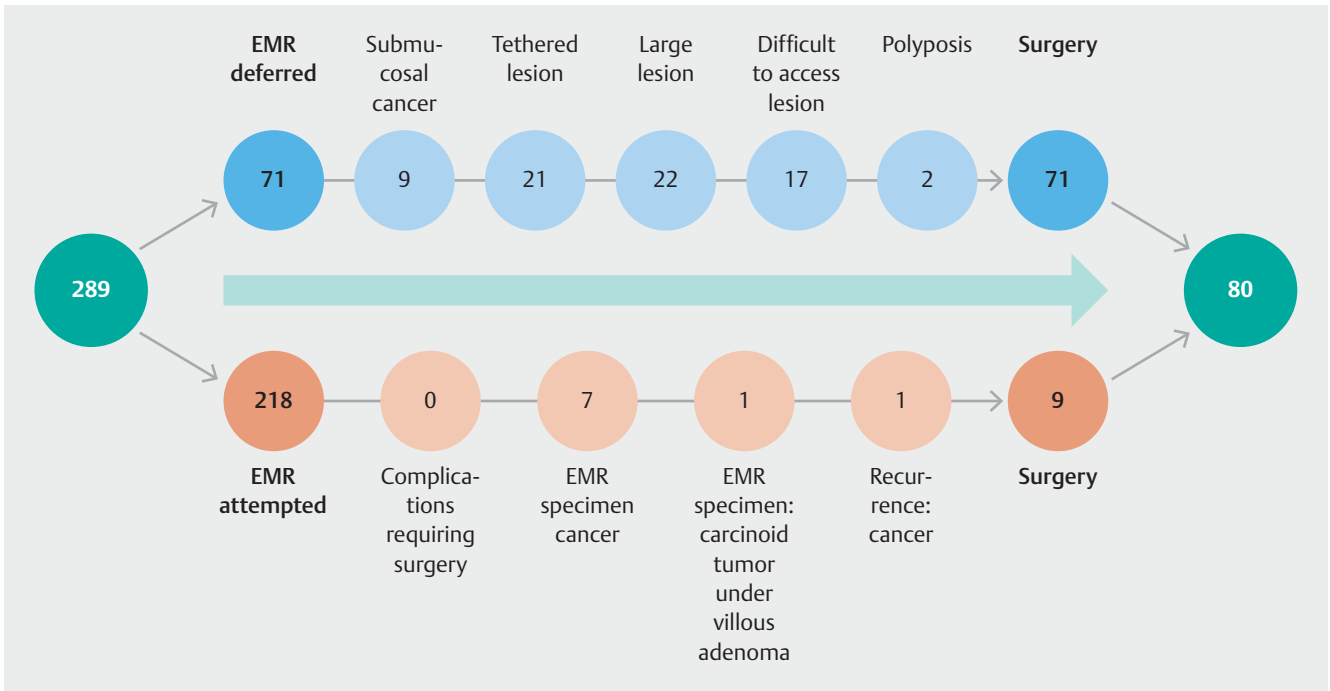 EMR
deferred
Submu-
cosal
cancer
Tethered
lesion
Large
lesion
Difficult
to access
lesion
Polyposis
Surgery
71
9
21
22
17
2
71
289
80
218
0
7
1
1
9
EMR
attempted
Complica-
tions
requiring
surgery
EMR
specimen
cancer
EMR
specimen:
carcinoid
tumor
under
villous
adenoma
Recur-
rence:
cancer
Surgery